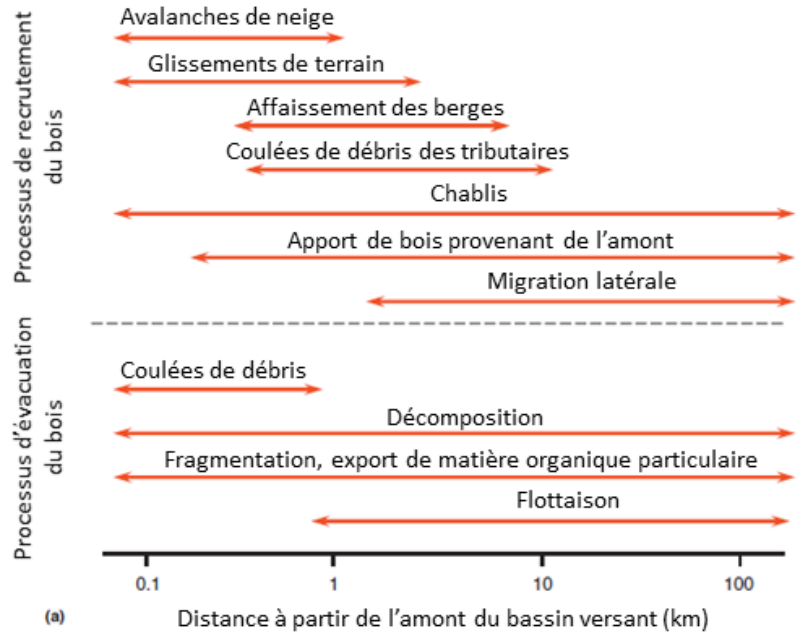 Processus de recrutement
du bois
Avalanches de neige
Glissements de terrain
Affaissement des berges
Coulées de débris des tributaires
Chablis
Apport de bois provenant de l'amont
Migration latérale
Processus d'évacuation
du bois
Coulées de débris
Décomposition
Fragmentation, export de matière organique particulaire
Flottaison
0.1 1 10 100
(a) Distance à partir de l'amont du bassin versant (km)